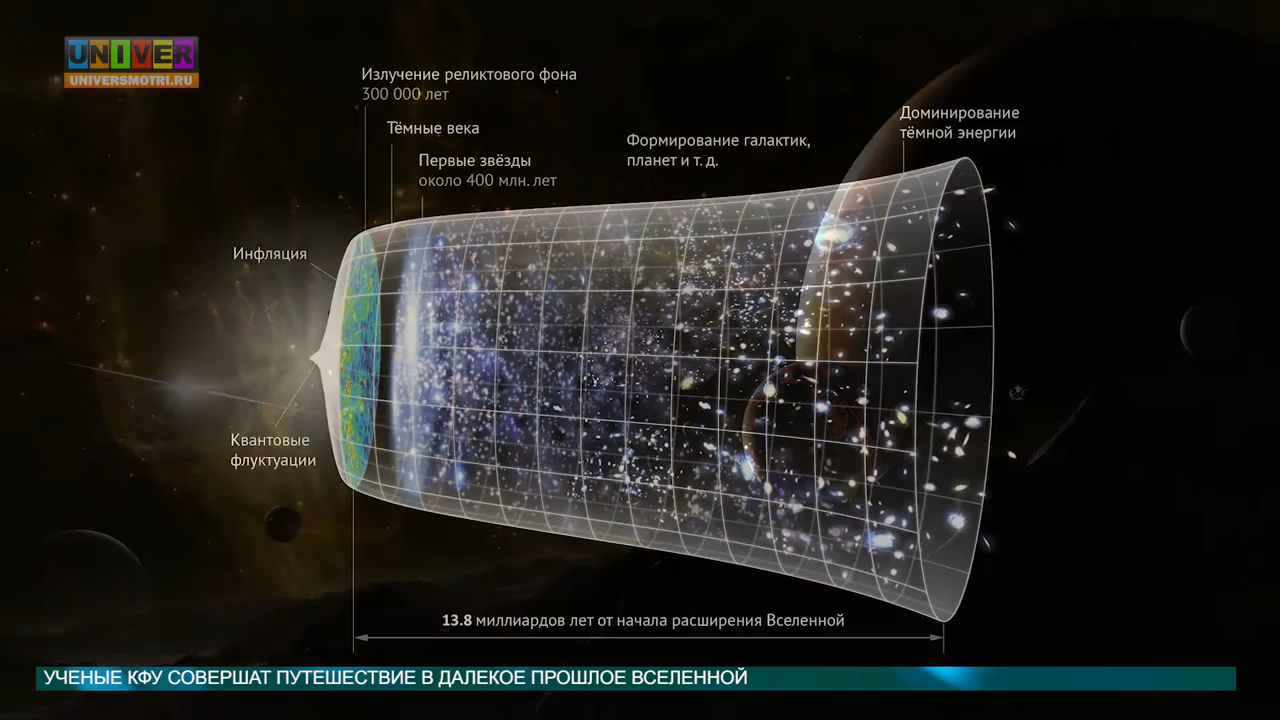 UNIVER
UNIVERSMOTRI.RU
Излучение реликтового фона
300 000 лет
Тёмные века
Первые звёзды
около 400 млн. лет
Формирование галактик,
планет и т. д.
Доминирование
тёмной энергии
Инфляция
Квантовые
флуктуации
13.8 миллиардов лет от начала расширения Вселенной
УЧЕНЫЕ КФУ СОВЕРШАТ ПУТЕШЕСТВИЕ В ДАЛЕКОЕ ПРОШЛОЕ ВСЕЛЕННОЙ